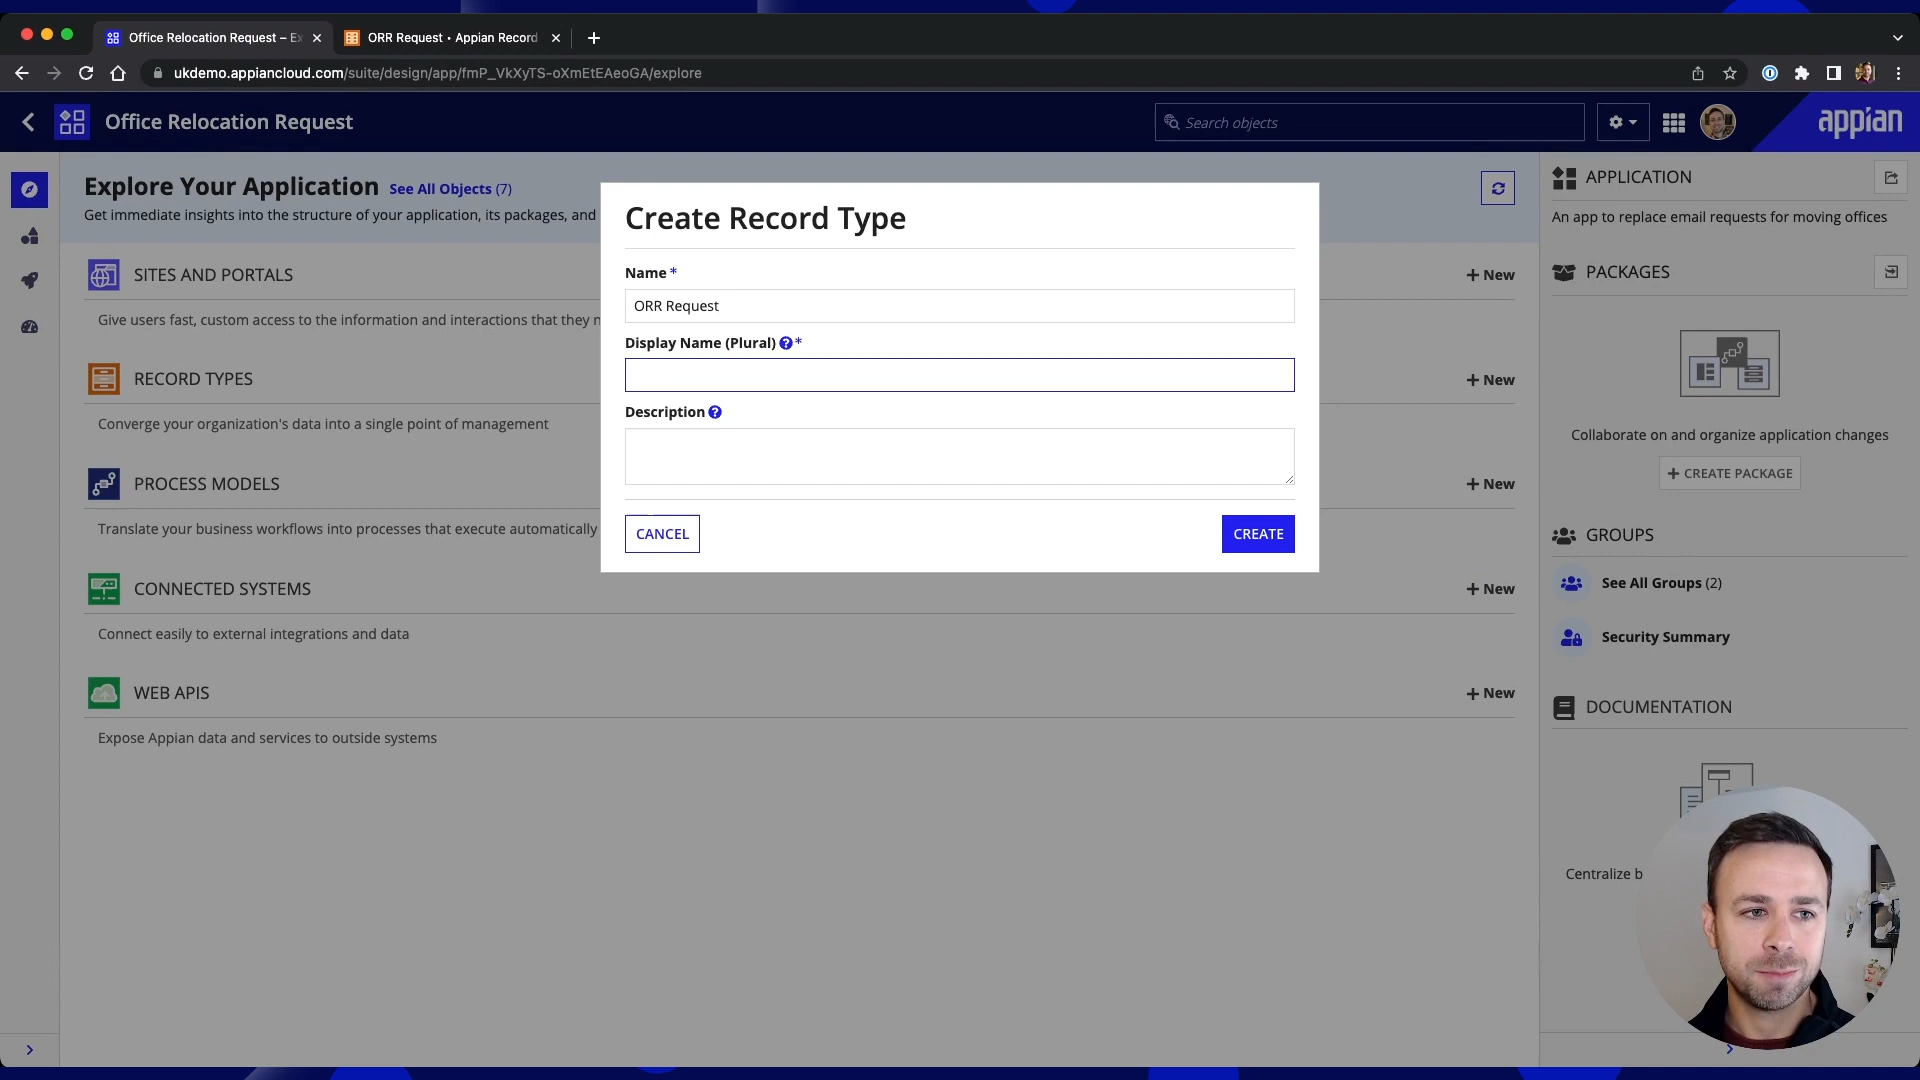 Office Relocation Request – Ex
ORR Request • Appian Record
ukdemo.appiancloud.com/suite/design/app/fmP_VkXyTS-oXmEtEAeoGA/explore
Office Relocation Request
Search objects
appian
Explore Your Application See All Objects (7)
Get immediate insights into the structure of your application, its packages, and
SITES AND PORTALS
+ New
Give users fast, custom access to the information and interactions that they n
RECORD TYPES
+ New
Converge your organization's data into a single point of management
PROCESS MODELS
+ New
Translate your business workflows into processes that execute automatically
CONNECTED SYSTEMS
+ New
Connect easily to external integrations and data
WEB APIS
+ New
Expose Appian data and services to outside systems
Create Record Type
Name *
ORR Request
Display Name (Plural) ? *
Description ?
CANCEL
CREATE
APPLICATION
An app to replace email requests for moving offices
PACKAGES
Collaborate on and organize application changes
+ CREATE PACKAGE
GROUPS
See All Groups (2)
Security Summary
DOCUMENTATION
Centralize b